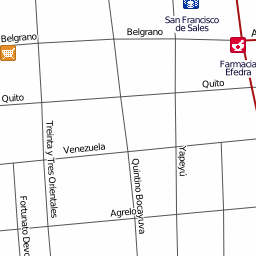 San Francisco
de Sales
Belgrano
Belgrano
A
Farmacia
Efedra
Quito
Quito
Treinta y Tres Orientales
Venezuela
Quintino Bocayuva
Yapeyú
Fortunato Devo
Agrelo